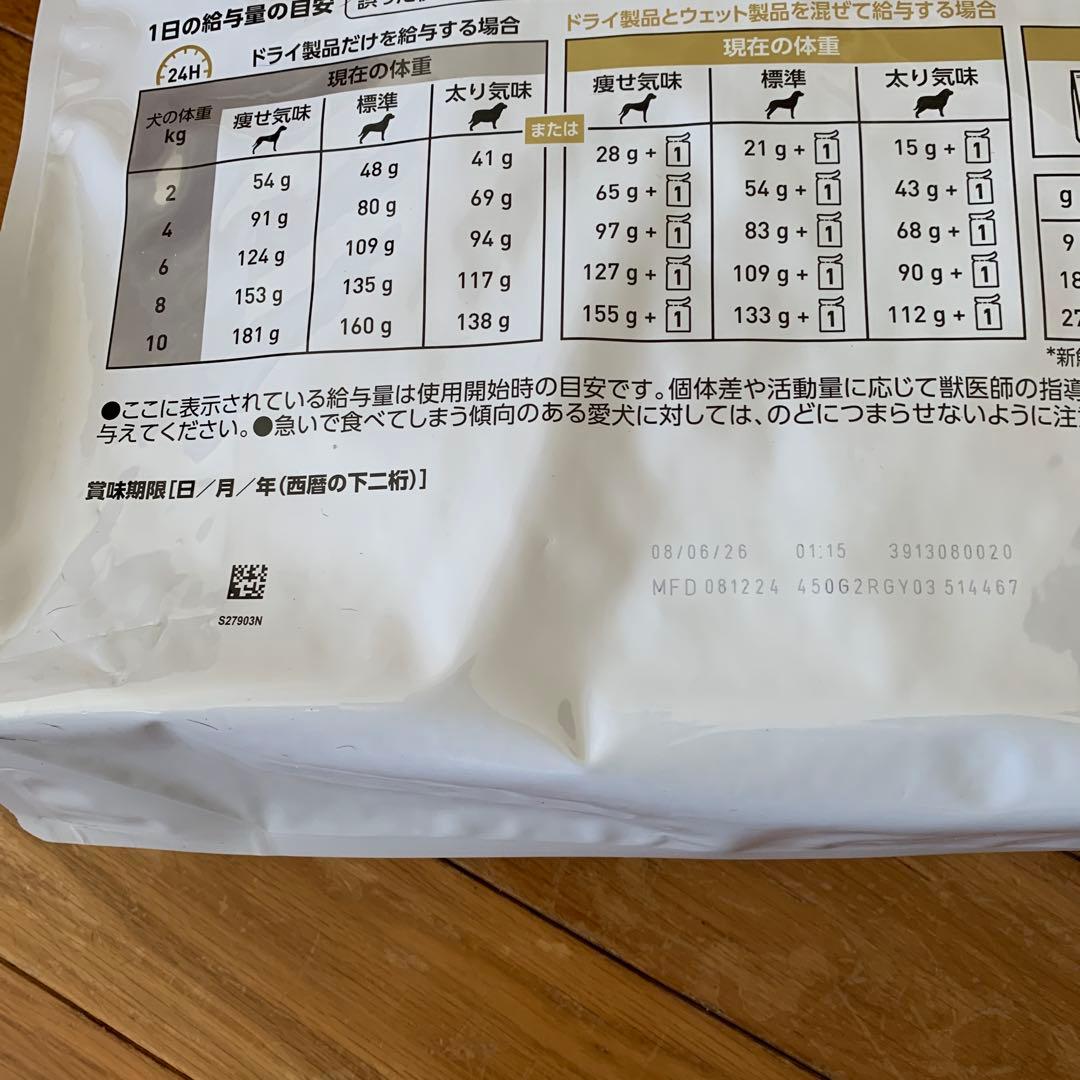 1日の給与量の目安
24H
ドライ製品だけを給与する場合
ドライ製品とウェット製品を混ぜて給与する場合
現在の体重
現在の体重
犬の体重 kg 痩せ気味 標準 太り気味
または
痩せ気味 標準 太り気味
2 54 g 48 g 41 g 28 g + 1 21 g + 1 15 g + 1
4 91 g 80 g 69 g 65 g + 1 54 g + 1 43 g + 1
6 124 g 109 g 94 g 97 g + 1 83 g + 1 68 g + 1
8 153 g 135 g 117 g 127 g + 1 109 g + 1 90 g + 1
10 181 g 160 g 138 g 155 g + 1 133 g + 1 112 g + 1
g
9
18
27
*新
●ここに表示されている給与量は使用開始時の目安です。個体差や活動量に応じて獣医師の指導
与えてください。●急いで食べてしまう傾向のある愛犬に対しては、のどにつまらせないように注
賞味期限[日／月／年(西暦の下二桁)]
08/06/26 01:15 3913080020
MFD 081224 450G2RGY03 514467
S27903N